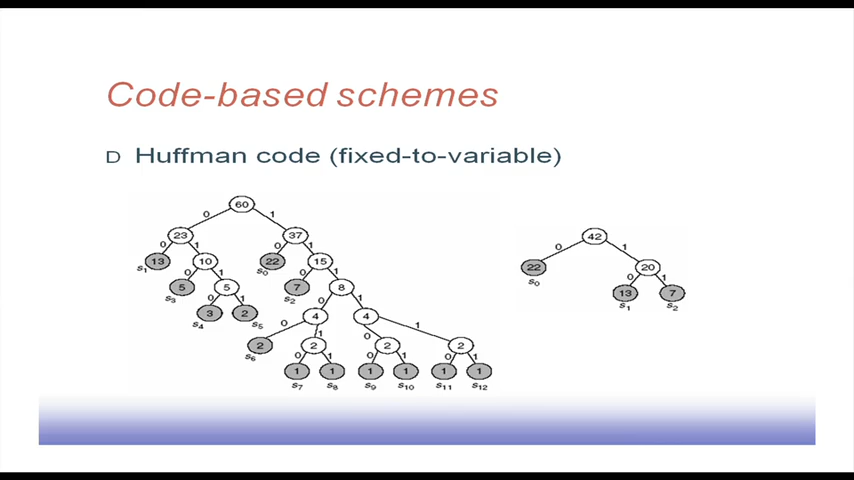 Code-based schemes
D Huffman code (fixed-to-variable)
60
0 1
23 37 42
0 1 0 1 0 1
13 10 22 15 22 20
s1 0 1 s0 0 1 s0 0 1
5 5 7 8 13 7
s3 0 1 s2 0 1 s1 s2
3 2 4 4
s4 s5 0 1 0 1
2 2 2 2
s6 0 1 0 1 0 1
1 1 1 1 1 1
s7 s8 s9 s10 s11 s12